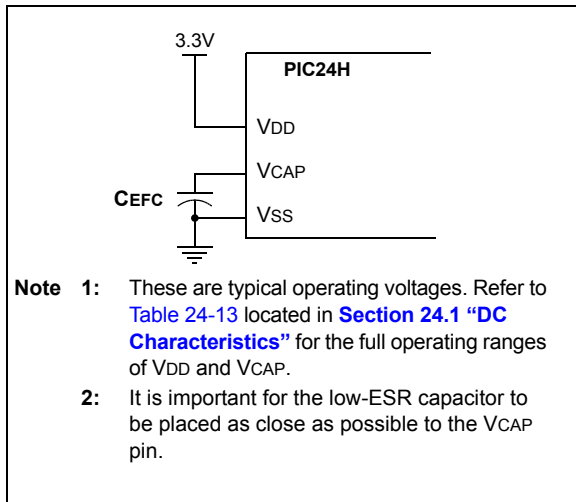 3.3V
PIC24H
VDD
VCAP
CEFC
VSS
Note 1: These are typical operating voltages. Refer to
Table 24-13 located in Section 24.1 “DC
Characteristics” for the full operating ranges
of VDD and VCAP.
2: It is important for the low-ESR capacitor to
be placed as close as possible to the VCAP
pin.